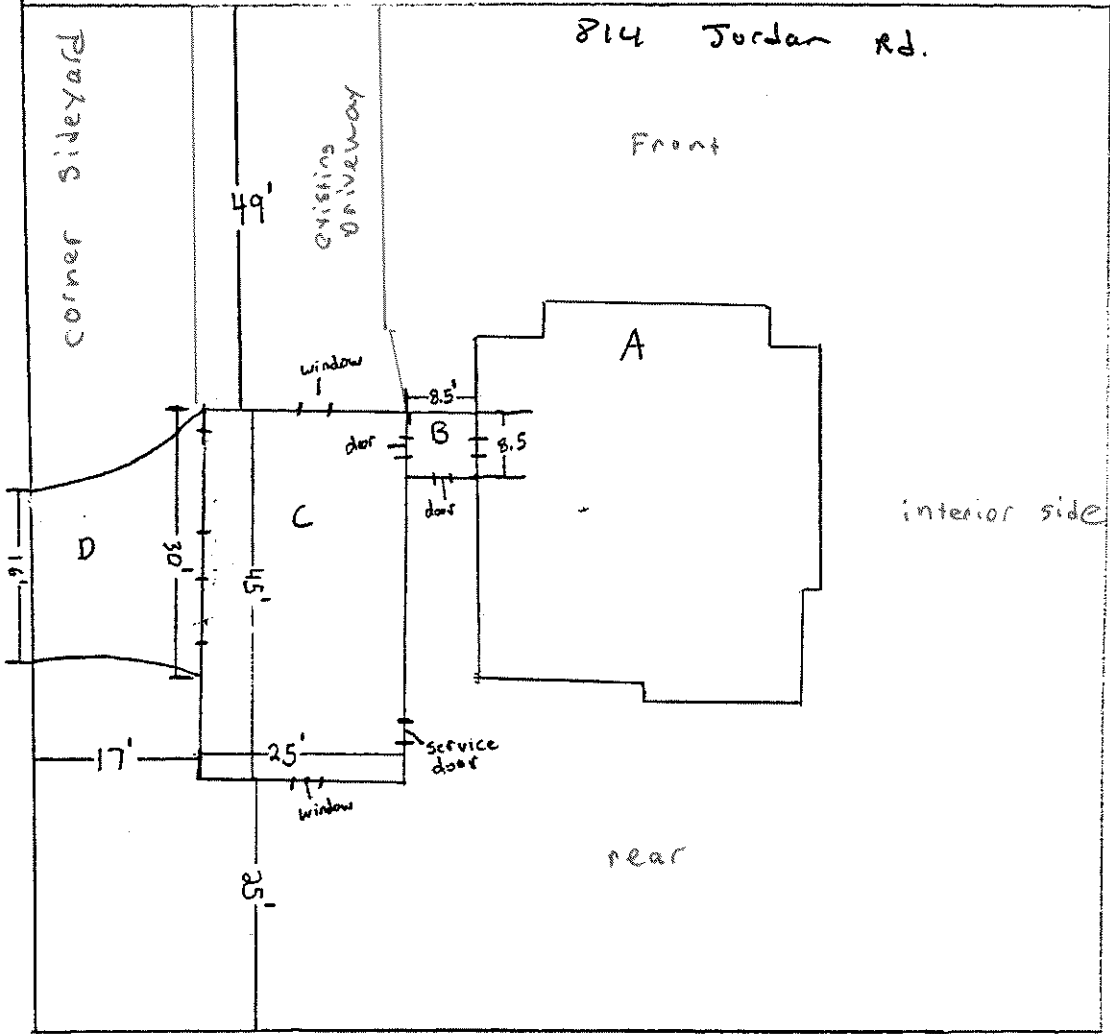 814 Jordan Rd.
corner Sideyard
49'
existing
Driveway
Front
A
window
8.5'
B
8.5
door
door
C
D
16'
30'
45'
interior side
17'
25'
service
door
window
rear
25'